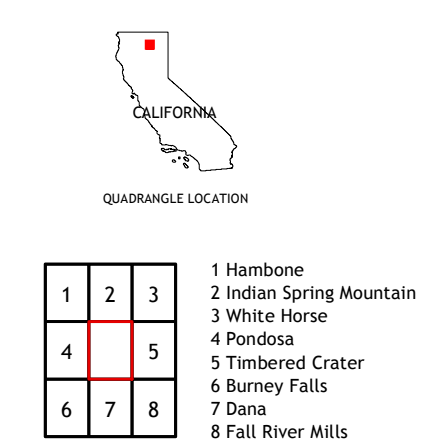 CALIFORNIA
QUADRANGLE LOCATION
1 2 3
4 5
6 7 8
1 Hambone
2 Indian Spring Mountain
3 White Horse
4 Pondosa
5 Timbered Crater
6 Burney Falls
7 Dana
8 Fall River Mills